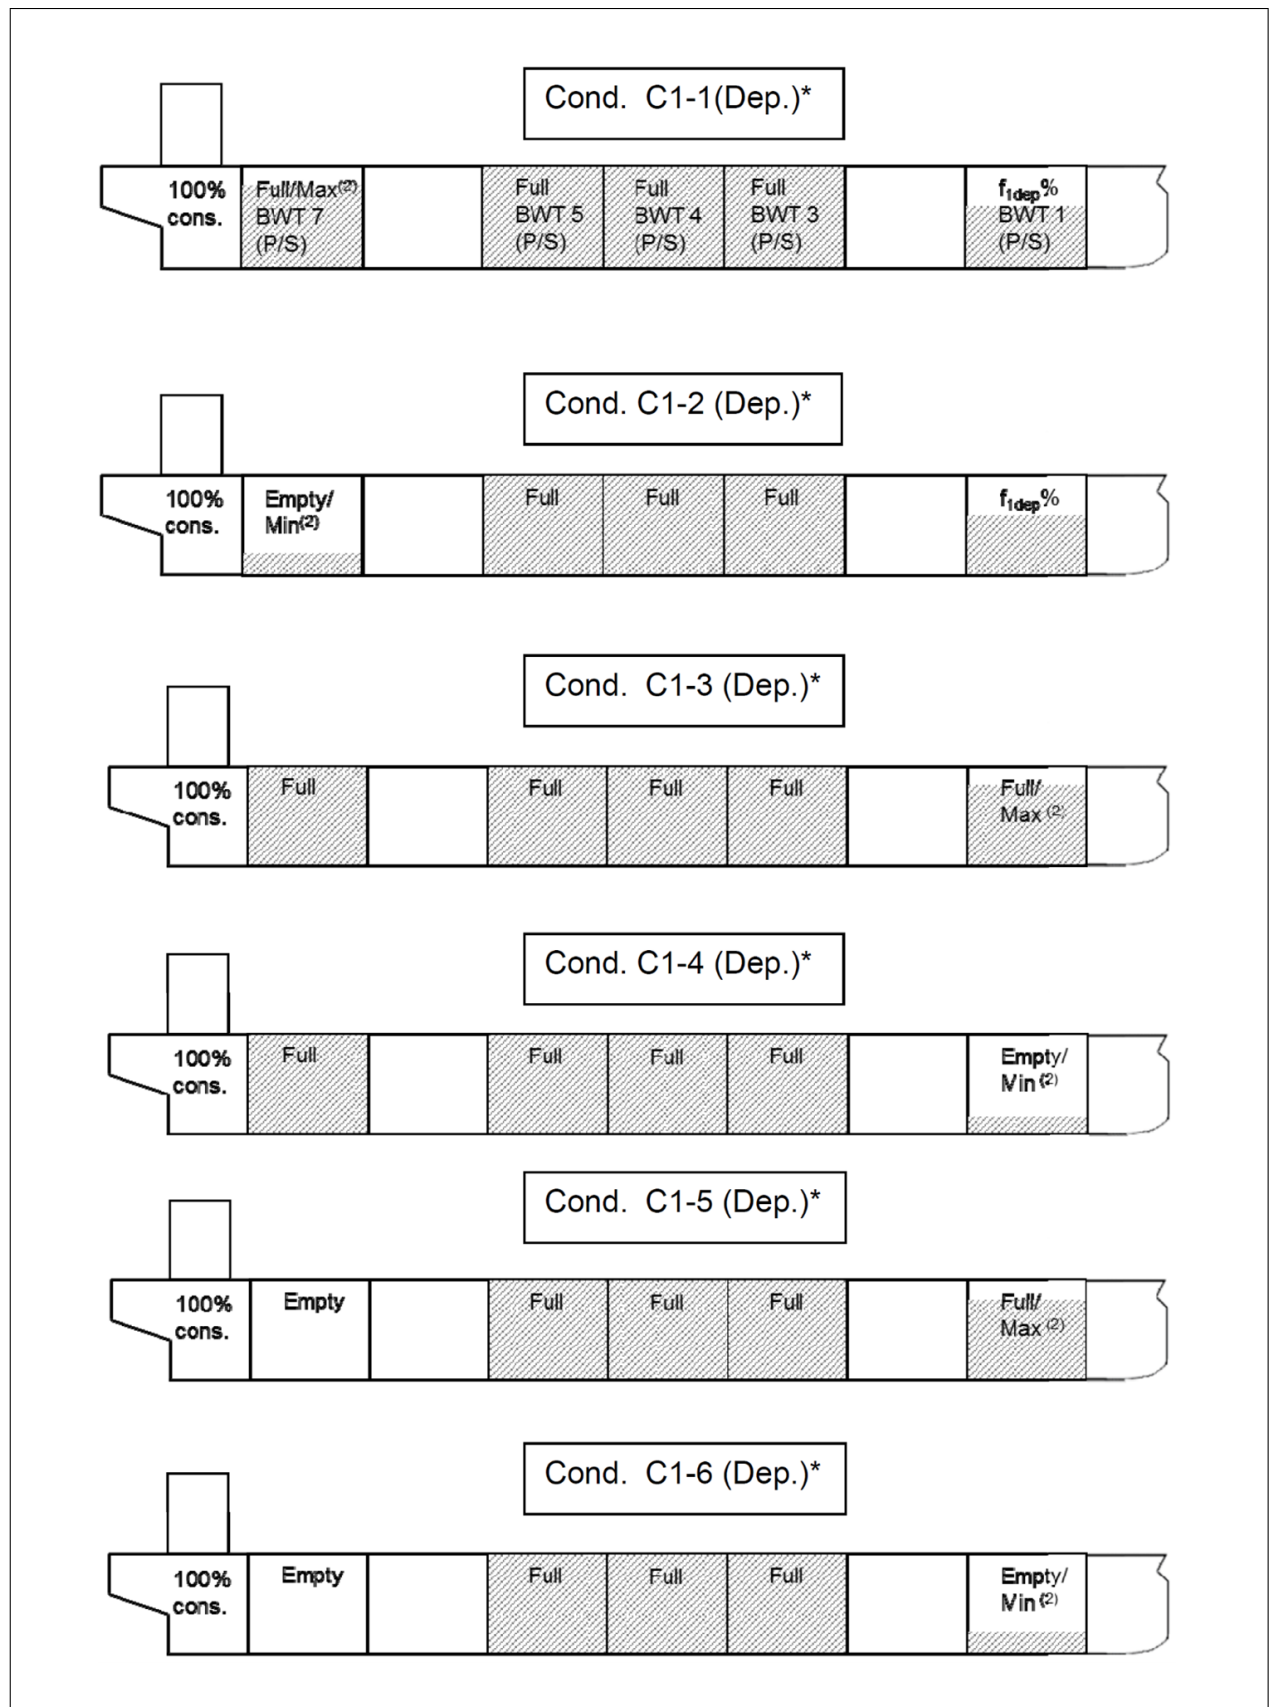 Cond. C1-1(Dep.)*
100%
cons.
Full/Max(2)
BWT 7
(P/S)
Full
BWT 5
(P/S)
Full
BWT 4
(P/S)
Full
BWT 3
(P/S)
f1dep%
BWT 1
(P/S)
Cond. C1-2 (Dep.)*
100%
cons.
Empty/
Min(2)
Full
Full
Full
f1dep%
Cond. C1-3 (Dep.)*
100%
cons.
Full
Full
Full
Full
Full/
Max (2)
Cond. C1-4 (Dep.)*
100%
cons.
Full
Full
Full
Full
Empty/
Min (2)
Cond. C1-5 (Dep.)*
100%
cons.
Empty
Full
Full
Full
Full/
Max (2)
Cond. C1-6 (Dep.)*
100%
cons.
Empty
Full
Full
Full
Empty/
Min (2)